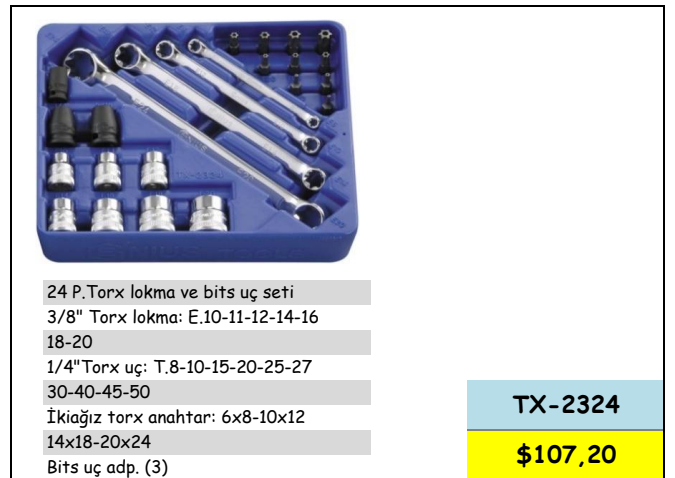 24 P.Torx lokma ve bits uç seti
3/8" Torx lokma: E.10-11-12-14-16
18-20
1/4"Torx uç: T.8-10-15-20-25-27
30-40-45-50
İkiağız torx anahtar: 6x8-10x12
14x18-20x24
Bits uç adp. (3)
TX-2324
$107,20